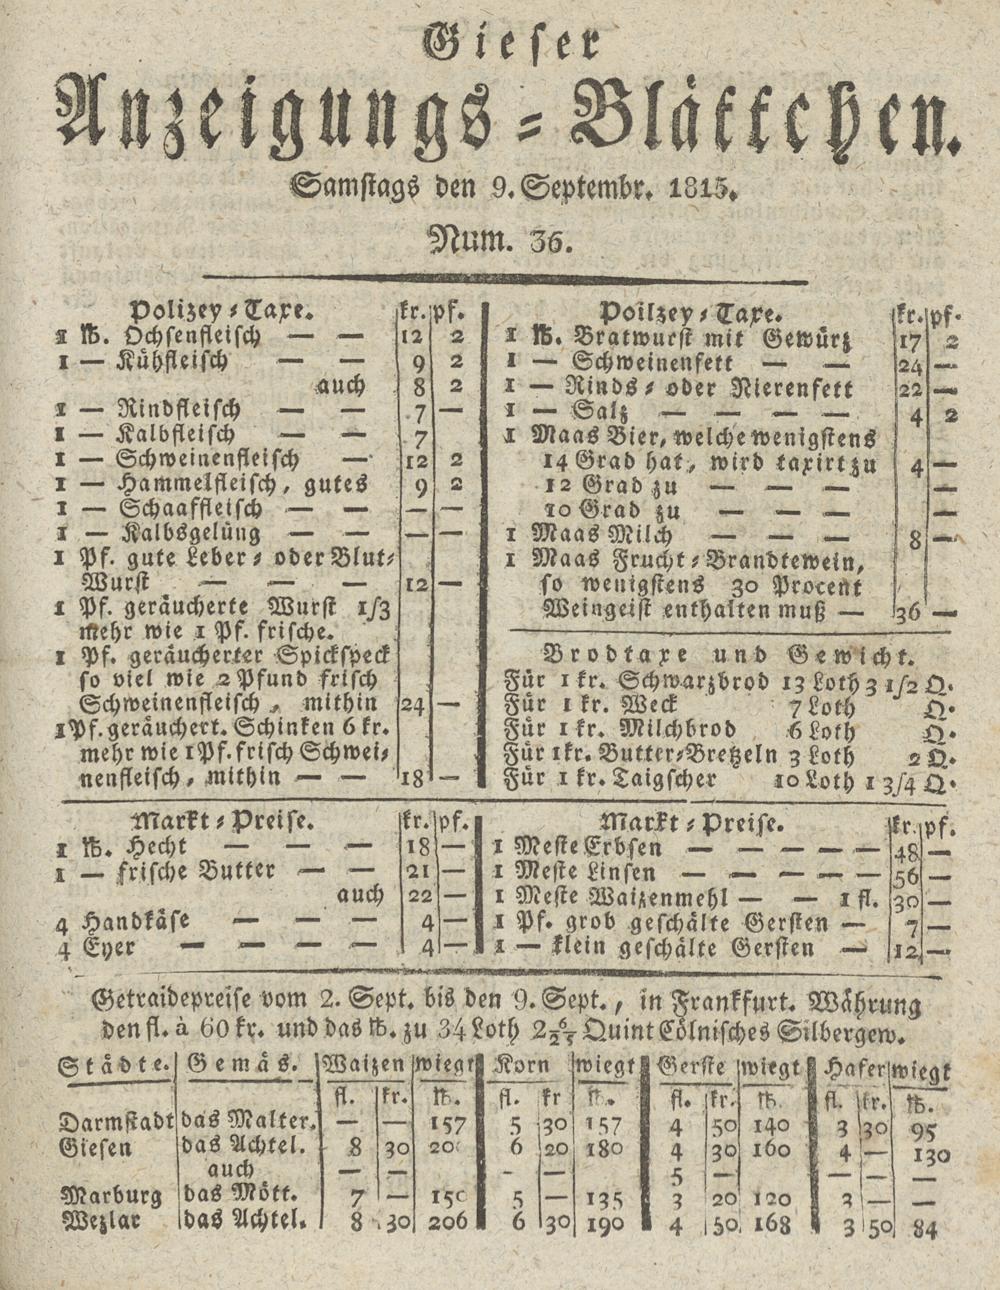 Gieser
Anzeigungs-Blättchen.
Samstags den 9. Septembr. 1815.
Num. 36.
Polizey-Taxe. kr. pf.
1 ℔. Ochsenfleisch — — 12 2
1 — Kühfleisch — 9 2
auch 8 2
1 — Rindfleisch — — 7 —
1 — Kalbfleisch — — 7
1 — Schweinenfleisch — 12 2
1 — Hammelfleisch, gutes 9 2
1 — Schaaffleisch — — — —
1 — Kalbsgelüng — — — —
1 Pf. gute Leber- oder Blut-
Wurst — — — 12 —
1 Pf. geräucherte Wurst 1/3
mehr wie 1 Pf. frische.
1 Pf. geräucherter Spickspeck
so viel wie 2 Pfund frisch
Schweinenfleisch, mithin 24 —
1 Pf. geräuchert. Schinken 6 kr.
mehr wie 1 Pf. frisch Schwei-
nenfleisch, mithin — — 18 —
Poilzey-Taxe. kr. pf.
1 ℔. Bratwurst mit Gewürz 17 2
1 — Schweinenfett — — 24 —
1 — Rinds- oder Nierenfett 22 —
1 — Salz — — — — 4 2
1 Maas Bier, welche wenigstens
14 Grad hat, wird taxirt zu 4 —
12 Grad zu — — — —
10 Grad zu — — — —
1 Maas Milch — — — 8 —
1 Maas Frucht-Brandtewein,
so wenigstens 30 Procent
Weingeist enthalten muß — 36 —
Brodtaxe und Gewicht.
Für 1 kr. Schwarzbrod 13 Loth 3 1/2 Q.
Für 1 kr. Weck 7 Loth Q.
Für 1 kr. Milchbrod 6 Loth Q.
Für 1 kr. Butter-Bretzeln 3 Loth 2 Q.
Für 1 kr. Taigscher 10 Loth 1 3/4 Q.
Markt-Preise. kr. pf.
1 ℔. Hecht — — — 18 —
1 — frische Butter — — 21 —
auch 22 —
4 Handkäse — — — 4 —
4 Eyer — — — — 4 —
Markt-Preise. kr. pf.
1 Meste Erbsen — — — — — 48 —
1 Meste Linsen — — — — — 56 —
1 Meste Waizenmehl — — 1 fl. 30 —
1 Pf. grob geschälte Gersten — 7 —
1 — klein geschälte Gersten — 12 —
Getraidepreise vom 2. Sept. bis den 9. Sept., in Frankfurt. Währung
den fl. à 60 kr. und das ℔. zu 34 Loth 2 Quint Cölnisches Silbergew.
Städte. Gemäs. Waizen wiegt Korn wiegt Gerste wiegt Hafer wiegt
fl. kr. ℔. fl. kr ℔. fl. kr. ℔. fl. kr. ℔.
Darmstadt das Malter. — — 157 5 30 157 4 50 140 3 30 95
Giesen das Achtel. 8 30 200 6 20 180 4 30 160 4 — 130
auch — — - — 5 — — — — —
Marburg das Mött. 7 — 150 5 — 135 3 20 120 3 — —
Wezlar das Achtel. 8 30 206 6 30 190 4 50 168 3 50 84